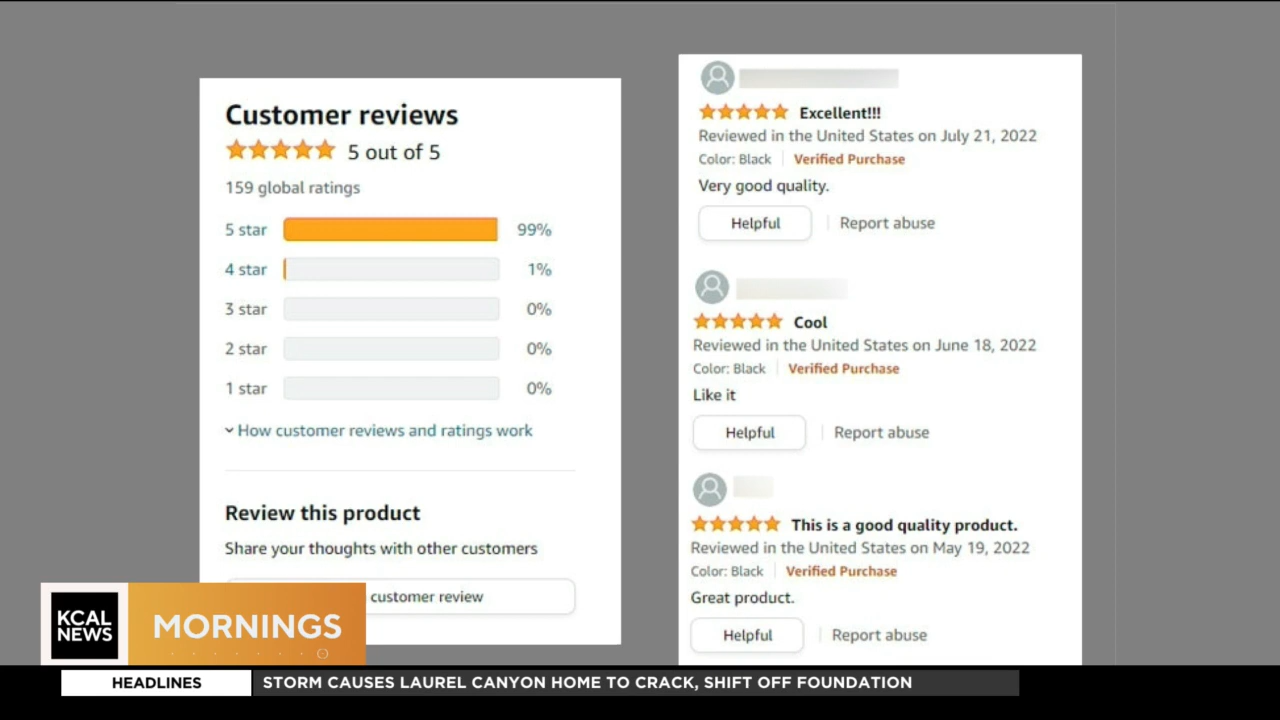 Customer reviews
5 out of 5
159 global ratings
5 star 99%
4 star 1%
3 star 0%
2 star 0%
1 star 0%
How customer reviews and ratings work
Review this product
Share your thoughts with other customers
customer review
Excellent!!!
Reviewed in the United States on July 21, 2022
Color: Black Verified Purchase
Very good quality.
Helpful Report abuse
Cool
Reviewed in the United States on June 18, 2022
Color: Black Verified Purchase
Like it
Helpful Report abuse
This is a good quality product.
Reviewed in the United States on May 19, 2022
Color: Black Verified Purchase
Great product.
Helpful Report abuse
KCAL
NEWS
MORNINGS
HEADLINES STORM CAUSES LAUREL CANYON HOME TO CRACK, SHIFT OFF FOUNDATION